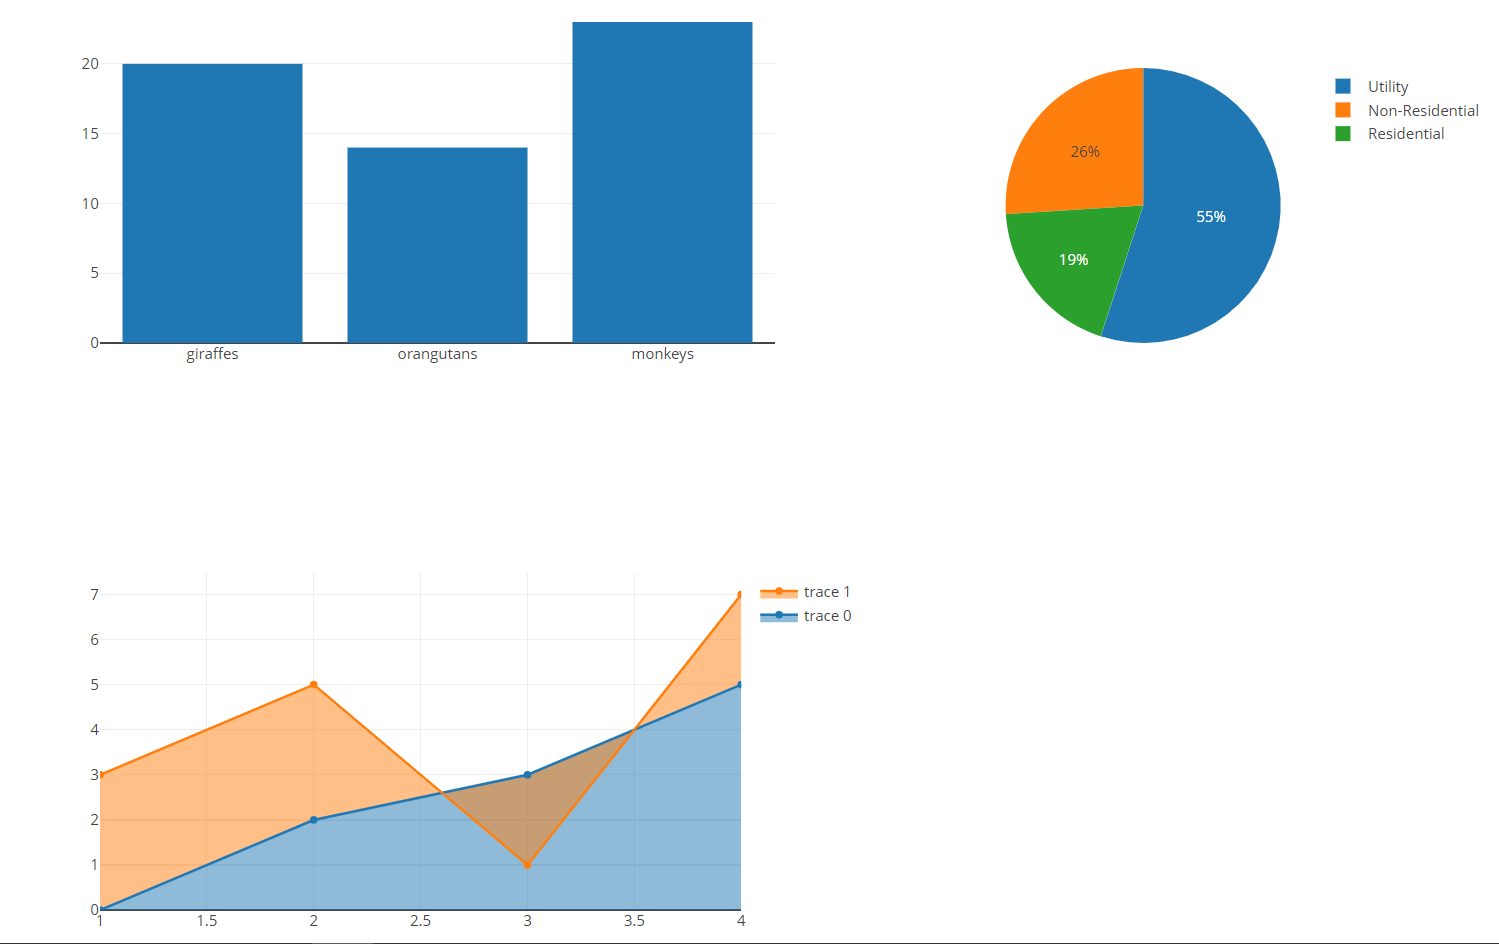 20
15
10
5
0
giraffes orangutans monkeys
26%
55%
19%
Utility
Non-Residential
Residential
7
6
5
4
3
2
1
0
1 1.5 2 2.5 3 3.5 4
trace 1
trace 0